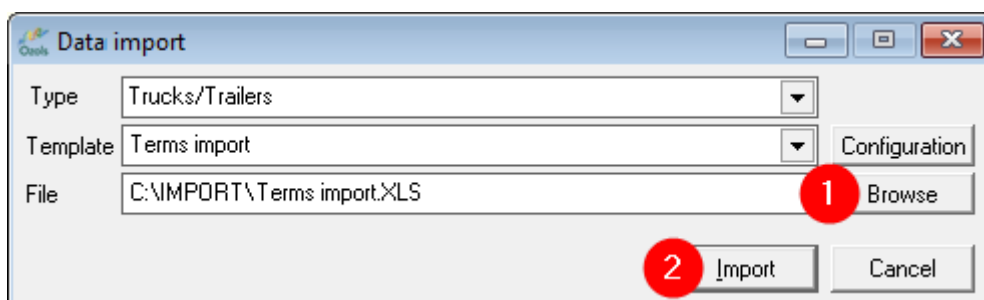 Ozols Data import
Type Trucks/Trailers
Template Terms import Configuration
File C:\IMPORT\Terms import.XLS 1 Browse
2 Import Cancel